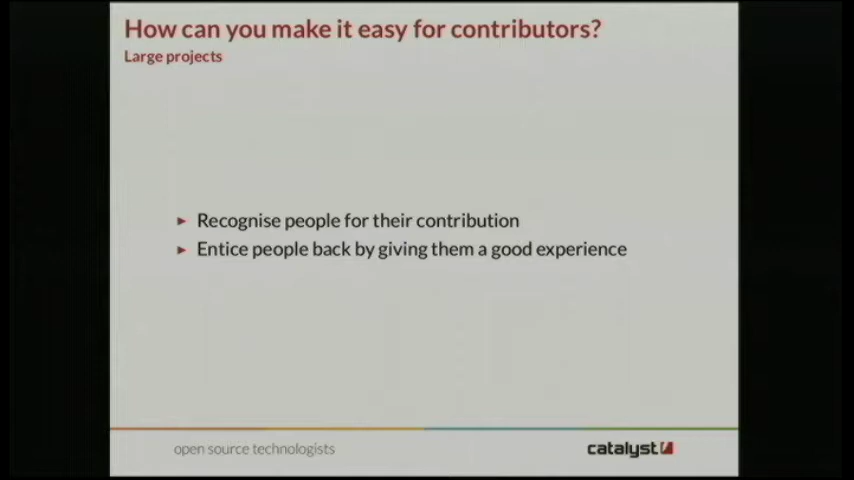 How can you make it easy for contributors?
Large projects
► Recognise people for their contribution
► Entice people back by giving them a good experience
open source technologists
catalyst